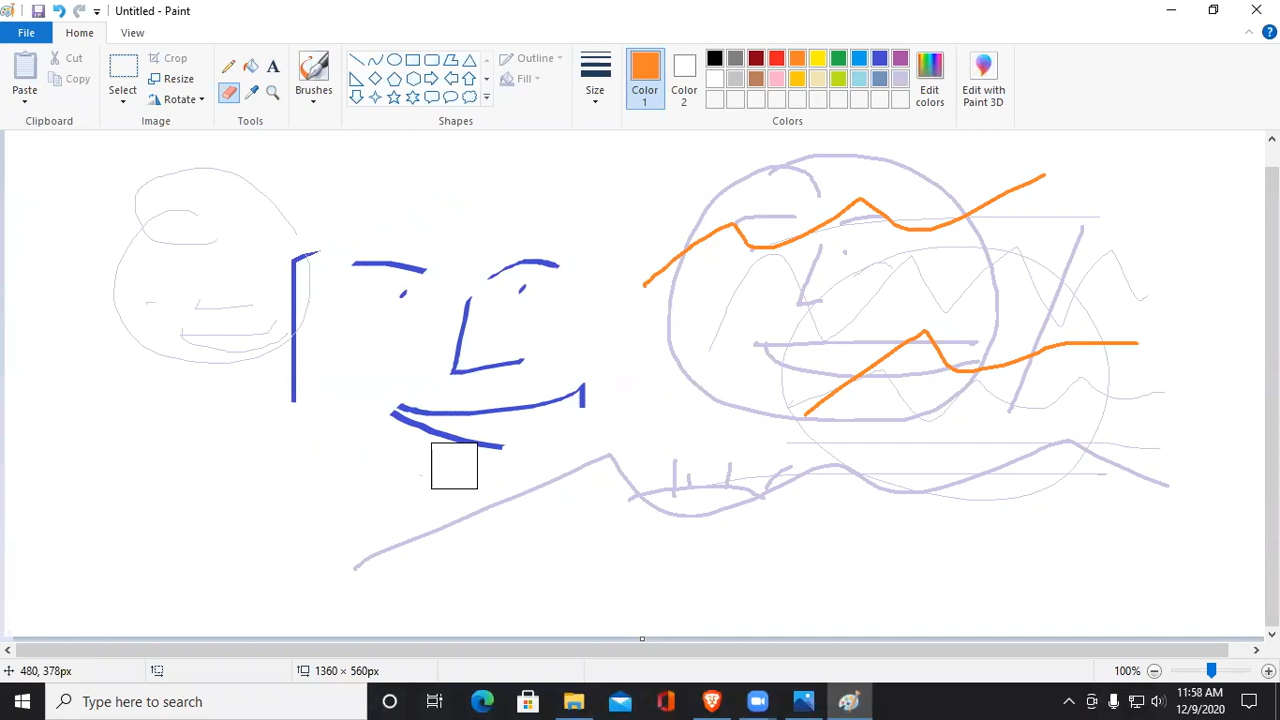 Untitled - Paint
File
Home
View
Paste
Cut
Copy
Clipboard
Select
Crop
Resize
Rotate
Image
A
Tools
Brushes
Outline
Fill
Shapes
Size
Color 1
Color 2
Edit colors
Colors
Edit with Paint 3D
480, 378px
1360 × 560px
100%
Type here to search
11:58 AM
12/9/2020